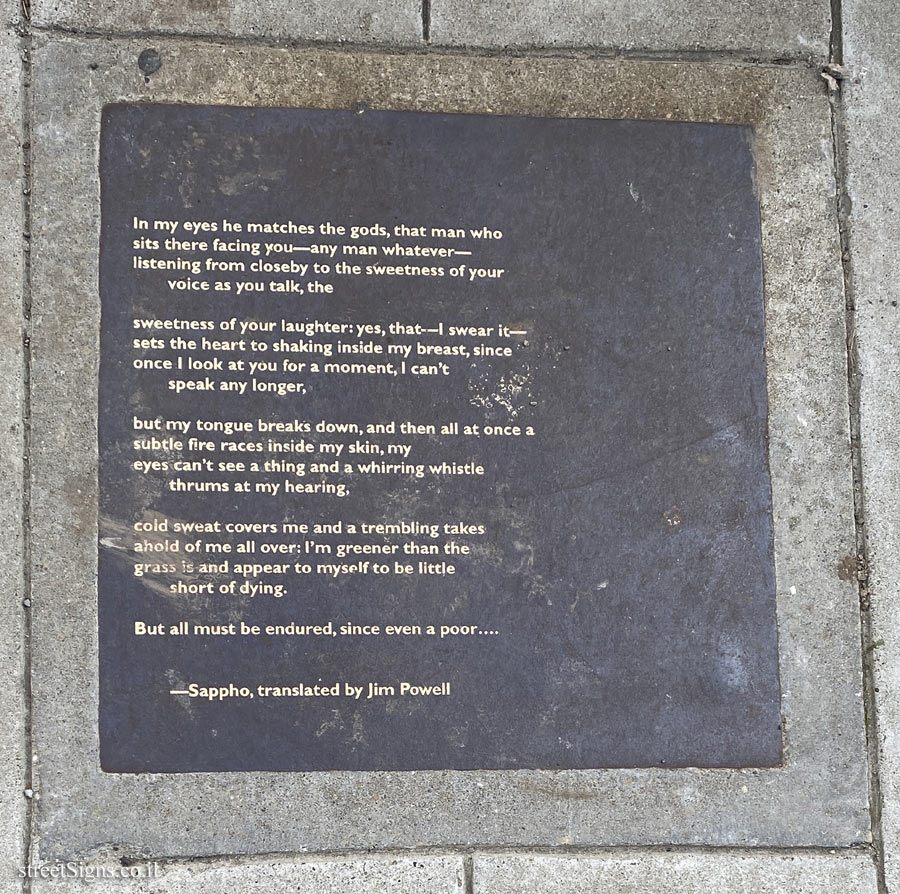 In my eyes he matches the gods, that man who
sits there facing you—any man whatever—
listening from closeby to the sweetness of your
voice as you talk, the
sweetness of your laughter: yes, that-—I swear it—
sets the heart to shaking inside my breast, since
once I look at you for a moment, I can't
speak any longer,
but my tongue breaks down, and then all at once a
subtle fire races inside my skin, my
eyes can't see a thing and a whirring whistle
thrums at my hearing,
cold sweat covers me and a trembling takes
ahold of me all over: I'm greener than the
grass is and appear to myself to be little
short of dying.
But all must be endured, since even a poor....
—Sappho, translated by Jim Powell
streetSigns.co.il